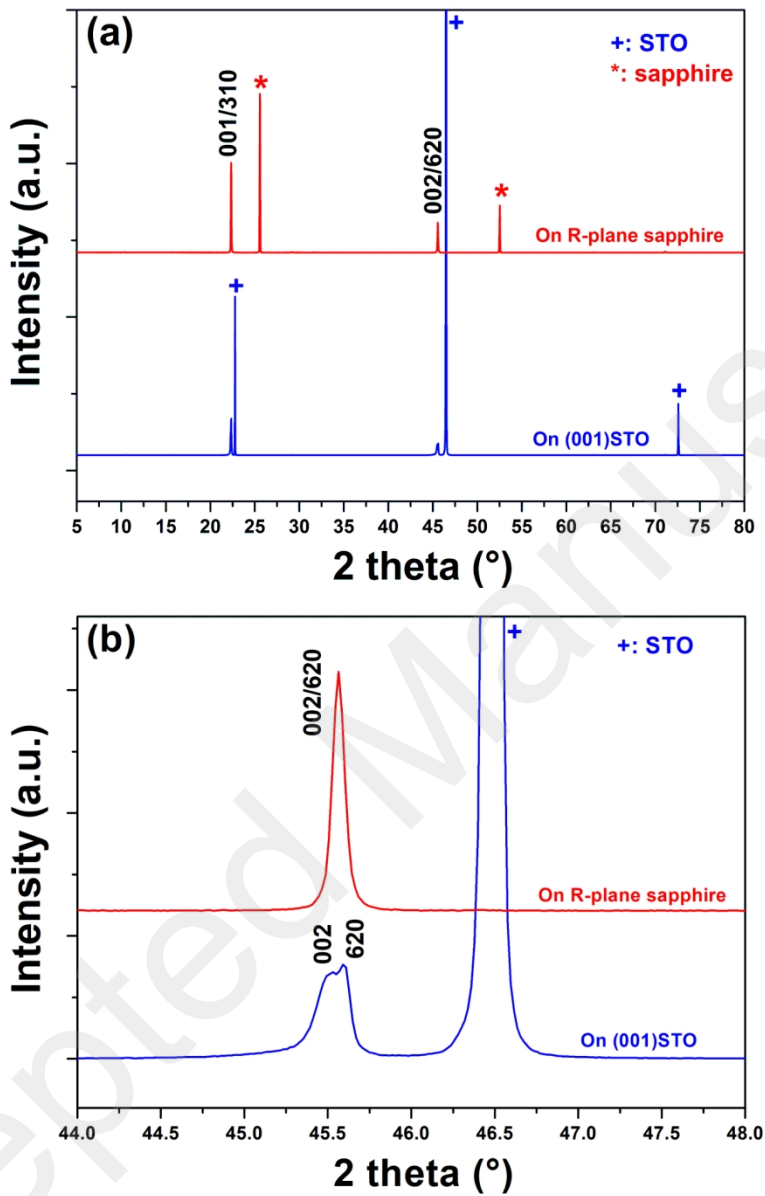 (a)
+: STO
*: sapphire
Intensity (a.u.)
001/310
*
002/620
+
*
On R-plane sapphire
+
+
On (001)STO
5 10 15 20 25 30 35 40 45 50 55 60 65 70 75 80
2 theta (°)
(b)
+: STO
+
Intensity (a.u.)
002/620
On R-plane sapphire
002
620
On (001)STO
44.0 44.5 45.0 45.5 46.0 46.5 47.0 47.5 48.0
2 theta (°)
epted Manus